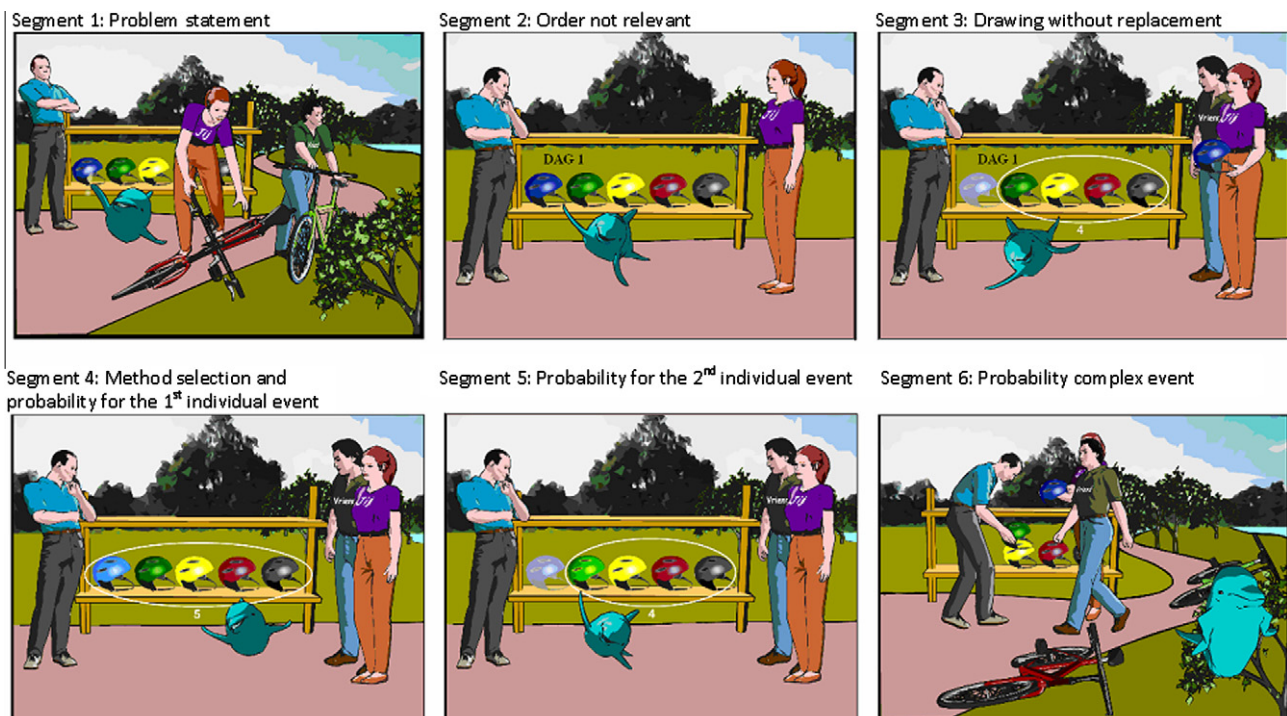 Segment 1: Problem statement
Segment 2: Order not relevant
Segment 3: Drawing without replacement
DAG 1
DAG 1
4
Segment 4: Method selection and
probability for the 1st individual event
Segment 5: Probability for the 2nd individual event
Segment 6: Probability complex event
5
4